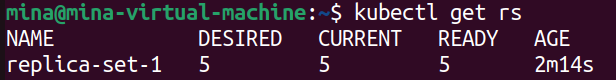 mina@mina-virtual-machine:~$ kubectl get rs
NAME DESIRED CURRENT READY AGE
replica-set-1 5 5 5 2m14s